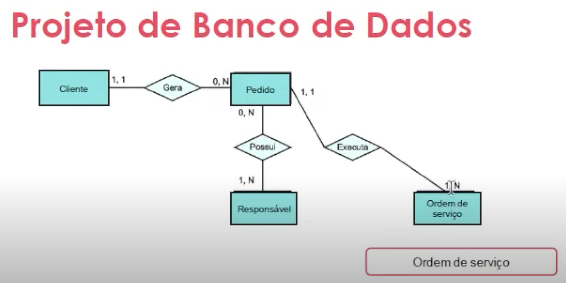 Projeto de Banco de Dados
Cliente
1, 1
Gera
0, N
Pedido
1, 1
0, N
Possui
Executa
1, N
1, N
Responsável
Ordem de
serviço
Ordem de serviço